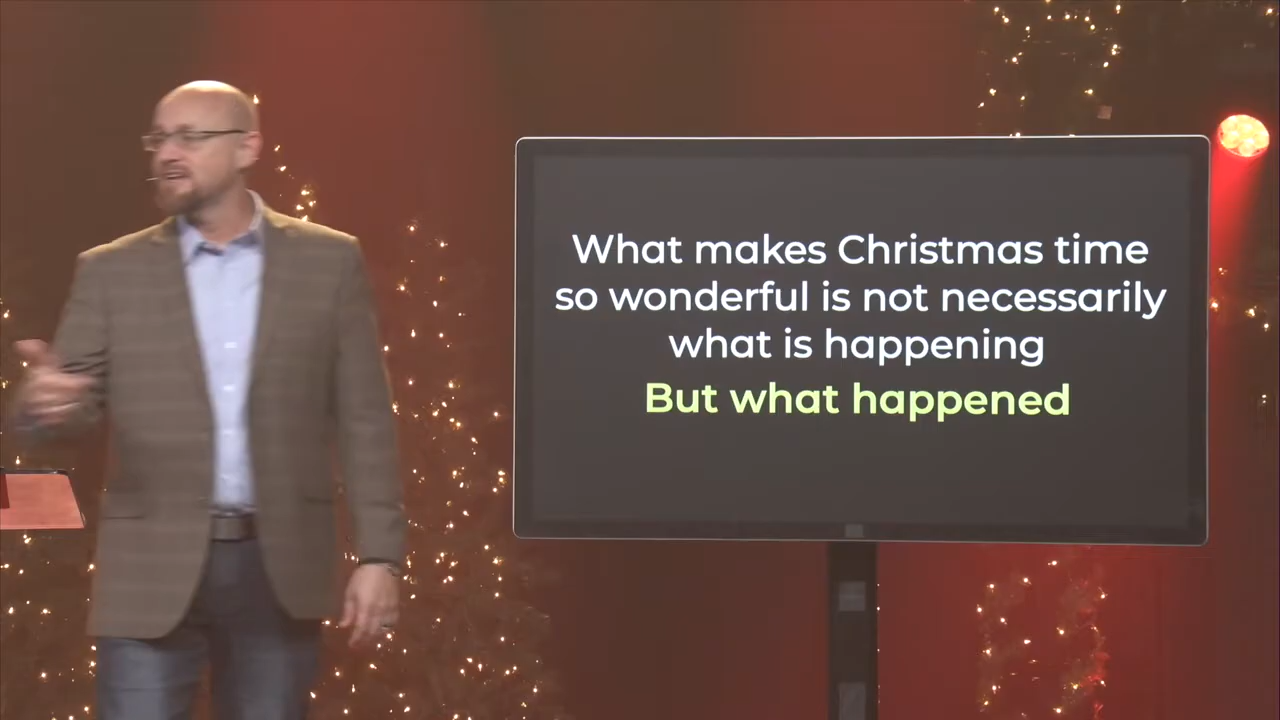 What makes Christmas time
so wonderful is not necessarily
what is happening
But what happened